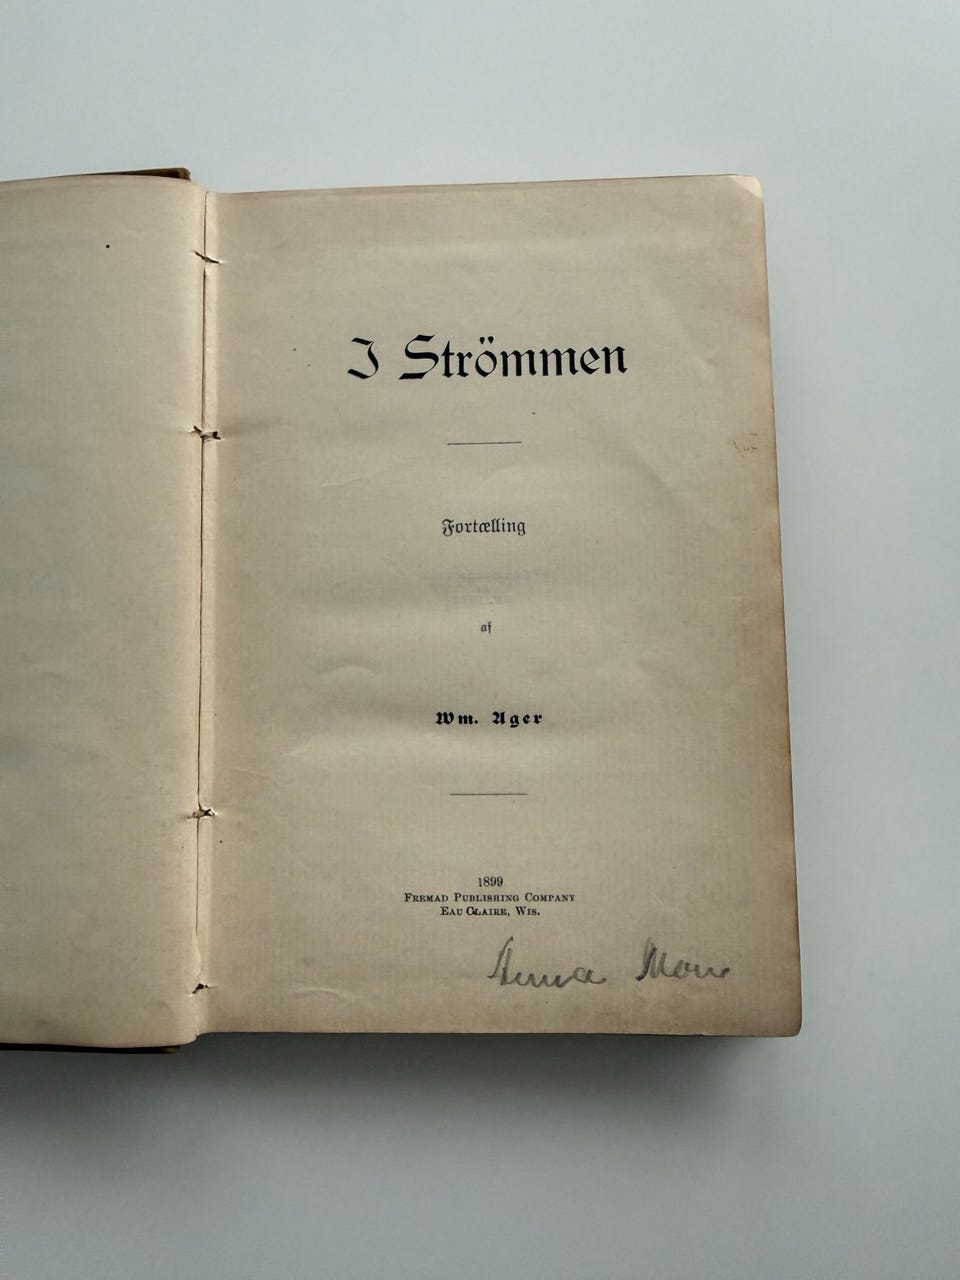 I Strömmen
Fortælling
af
Wm. Ager
1899
Fremad Publishing Company
Eau Claire, Wis.